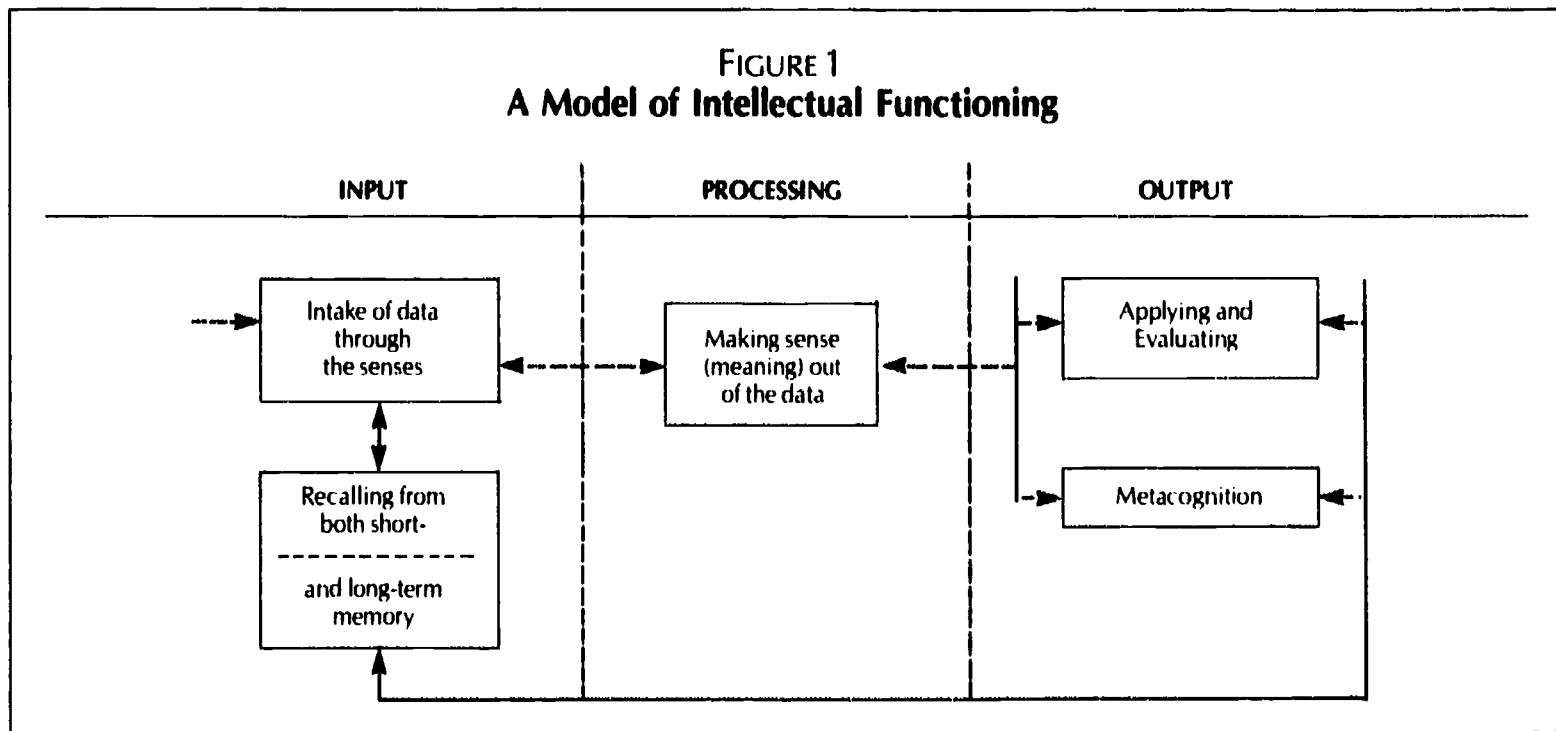 FIGURE 1
A Model of Intellectual Functioning
INPUT
PROCESSING
OUTPUT
Intake of data
through
the senses
Recalling from
both short-
and long-term
memory
Making sense
(meaning) out
of the data
Applying and
Evaluating
Metacognition